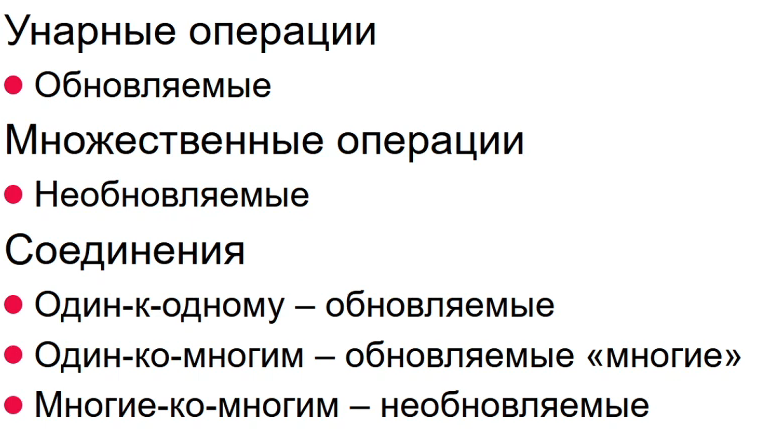 Унарные операции
Обновляемые
Множественные операции
Необновляемые
Соединения
Один-к-одному – обновляемые
Один-ко-многим – обновляемые «многие»
Многие-ко-многим – необновляемые